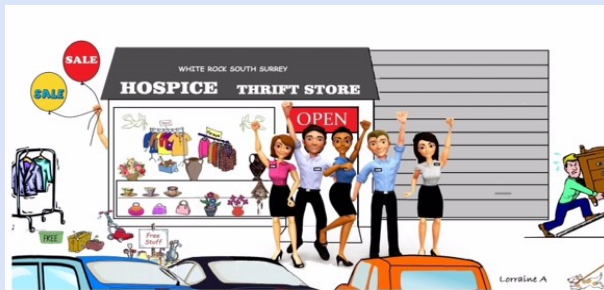 SALE
SALE
WHITE ROCK SOUTH SURREY
HOSPICE THRIFT STORE
OPEN
FREE
Free
Stuff
Lorraine A